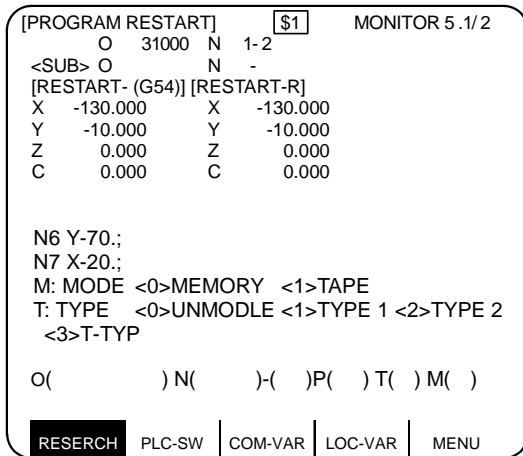 [PROGRAM RESTART] $1 MONITOR 5 .1/ 2
O 31000 N 1- 2
<SUB> O N -
[RESTART- (G54)] [RESTART-R]
X -130.000 X -130.000
Y -10.000 Y -10.000
Z 0.000 Z 0.000
C 0.000 C 0.000
N6 Y-70.;
N7 X-20.;
M: MODE <0>MEMORY <1>TAPE
T: TYPE <0>UNMODLE <1>TYPE 1 <2>TYPE 2
<3>T-TYP
O( ) N( )-( )P( ) T( ) M( )
RESERCH PLC-SW COM-VAR LOC-VAR MENU